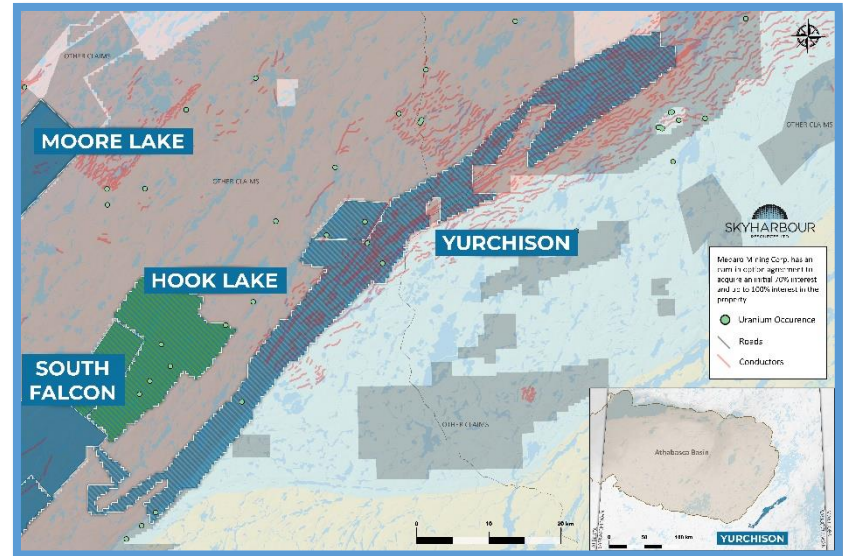 OTHER CLAIMS
MOORE LAKE
OTHER CLAIMS
OTHER CLAIMS
SKYHARBOUR
RESOURCES LTD
YURCHISON
Medaro Mining Corp. has an
earn-in option agreement to
acquire an initial 70% interest
and up to 100% interest in the
property
Uranium Occurence
Roads
Conductors
HOOK LAKE
SOUTH
FALCON
OTHER CLAIMS
Athabasca Basin
0 10 20 km
0 50 100 km
YURCHISON